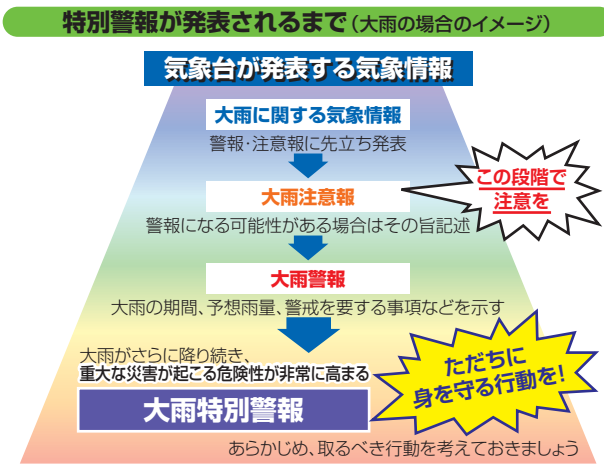 特別警報が発表されるまで(大雨の場合のイメージ)
気象台が発表する気象情報
大雨に関する気象情報
警報・注意報に先立ち発表
大雨注意報
この段階で
注意を
警報になる可能性がある場合はその旨記述
大雨警報
大雨の期間、予想雨量、警戒を要する事項などを示す
大雨がさらに降り続き、
重大な災害が起こる危険性が非常に高まる
ただちに
身を守る行動を!
大雨特別警報
あらかじめ、取るべき行動を考えておきましょう